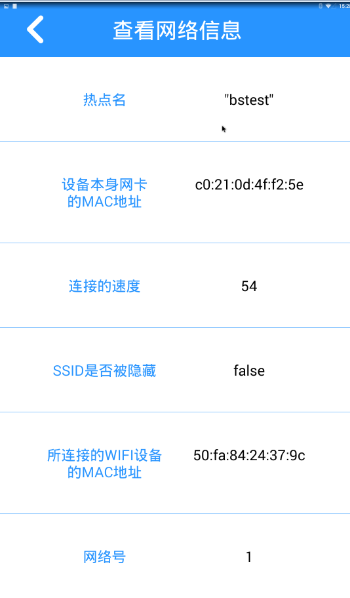 查看网络信息
热点名
"bstest"
设备本身网卡
的MAC地址
c0:21:0d:4f:f2:5e
连接的速度
54
SSID是否被隐藏
false
所连接的WIFI设备
的MAC地址
50:fa:84:24:37:9c
网络号
1